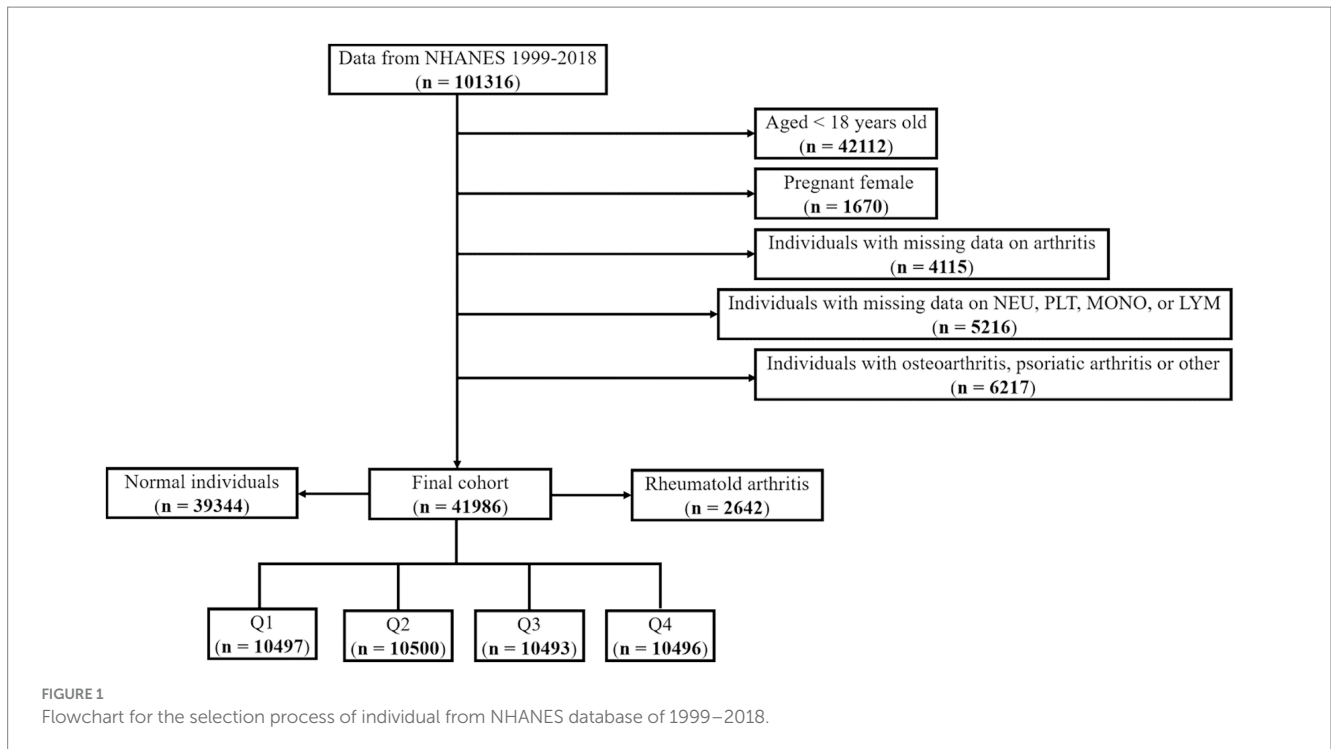 Data from NHANES 1999-2018
(n = 101316)
Aged < 18 years old
(n = 42112)
Pregnant female
(n = 1670)
Individuals with missing data on arthritis
(n = 4115)
Individuals with missing data on NEU, PLT, MONO, or LYM
(n = 5216)
Individuals with osteoarthritis, psoriatic arthritis or other
(n = 6217)
Normal individuals
(n = 39344)
Final cohort
(n = 41986)
Rheumatold arthritis
(n = 2642)
Q1
(n = 10497)
Q2
(n = 10500)
Q3
(n = 10493)
Q4
(n = 10496)
FIGURE 1
Flowchart for the selection process of individual from NHANES database of 1999–2018.